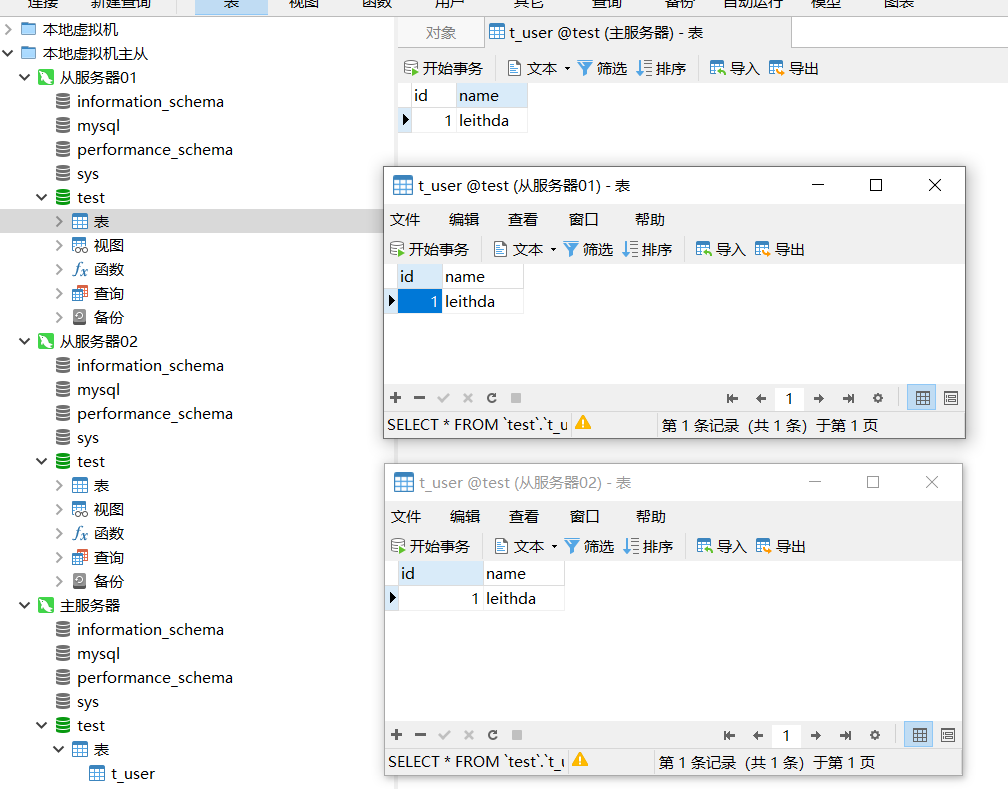 连接 新建查询 表 视图 函数 用户 其它 查询 备份 自动运行 模型 图表
本地虚拟机
本地虚拟机主从
从服务器01
information_schema
mysql
performance_schema
sys
test
表
视图
fx 函数
查询
备份
从服务器02
information_schema
mysql
performance_schema
sys
test
表
视图
fx 函数
查询
备份
主服务器
information_schema
mysql
performance_schema
sys
test
表
t_user
对象 t_user @test (主服务器) - 表
开始事务 文本 筛选 排序 导入 导出
id name
1 leithda
t_user @test (从服务器01) - 表
文件 编辑 查看 窗口 帮助
开始事务 文本 筛选 排序 导入 导出
id name
1 leithda
1
SELECT * FROM `test`.`t_u 第 1 条记录 (共 1 条) 于第 1 页
t_user @test (从服务器02) - 表
文件 编辑 查看 窗口 帮助
开始事务 文本 筛选 排序 导入 导出
id name
1 leithda
1
SELECT * FROM `test`.`t_ 第 1 条记录 (共 1 条) 于第 1 页